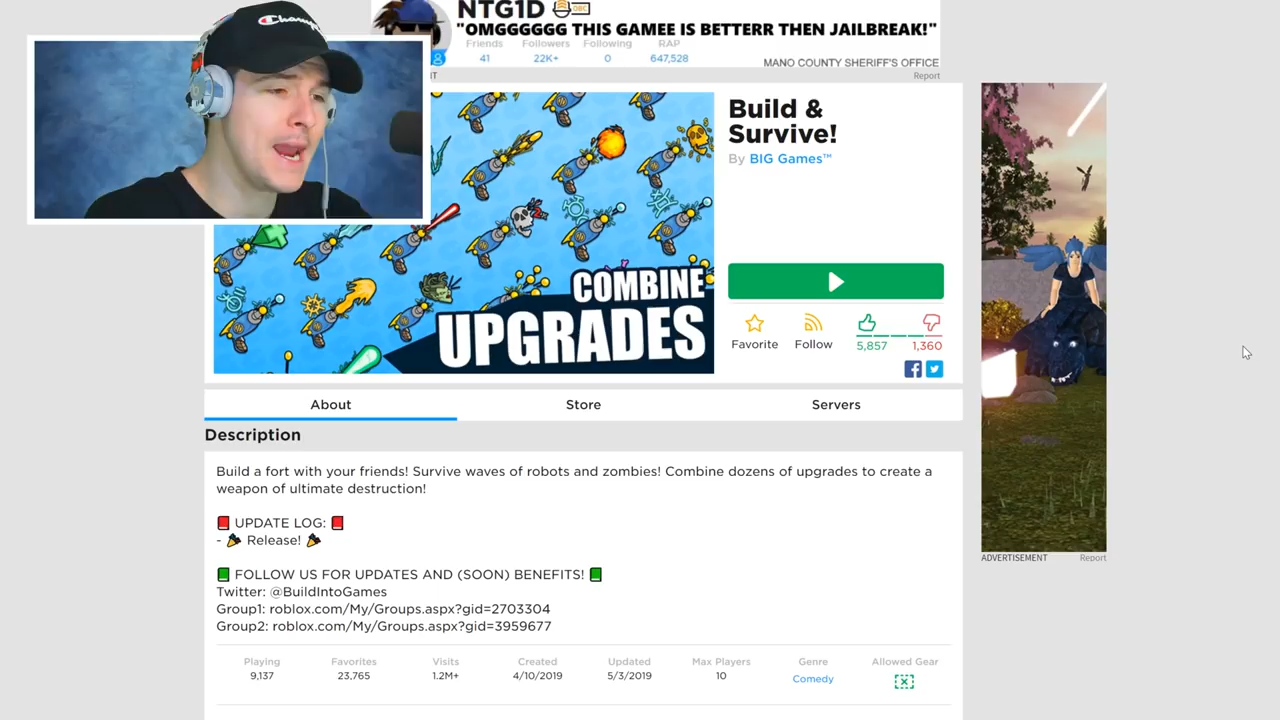 NTG1D
OBC
"OMGGGGGG THIS GAMEE IS BETTERR THEN JAILBREAK!"
Friends Followers Following RAP
41 22K+ 0 647,528
MANO COUNTY SHERIFF'S OFFICE
Report
Champ
Build &
Survive!
By BIG Games™
COMBINE
UPGRADES
Favorite Follow 5,857 1,360
About Store Servers
Description
Build a fort with your friends! Survive waves of robots and zombies! Combine dozens of upgrades to create a
weapon of ultimate destruction!
UPDATE LOG:
- Release!
FOLLOW US FOR UPDATES AND (SOON) BENEFITS!
Twitter: @BuildIntoGames
Group1: roblox.com/My/Groups.aspx?gid=2703304
Group2: roblox.com/My/Groups.aspx?gid=3959677
Playing Favorites Visits Created Updated Max Players Genre Allowed Gear
9,137 23,765 1.2M+ 4/10/2019 5/3/2019 10 Comedy
ADVERTISEMENT Report